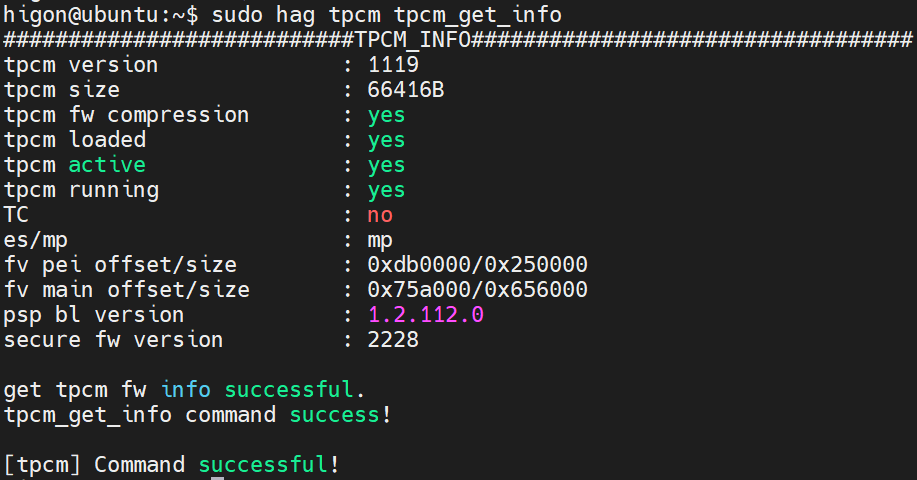 higon@ubuntu:~$ sudo hag tpcm tpcm_get_info
###########################TPCM_INFO##################################
tpcm version : 1119
tpcm size : 66416B
tpcm fw compression : yes
tpcm loaded : yes
tpcm active : yes
tpcm running : yes
TC : no
es/mp : mp
fv pei offset/size : 0xdb0000/0x250000
fv main offset/size : 0x75a000/0x656000
psp bl version : 1.2.112.0
secure fw version : 2228
get tpcm fw info successful.
tpcm_get_info command success!
[tpcm] Command successful!